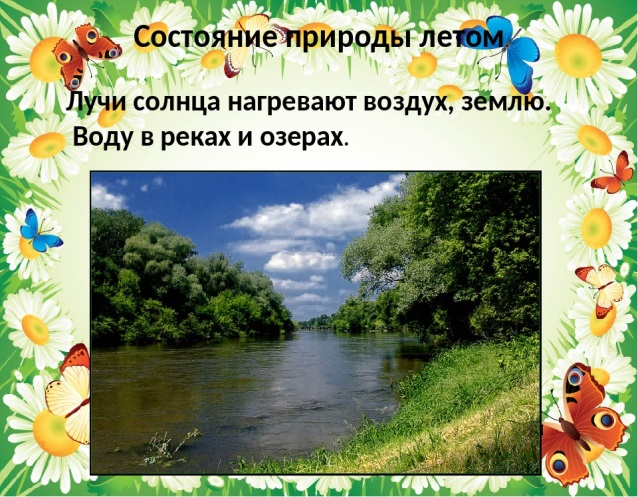 Состояние природы летом.
Лучи солнца нагревают воздух, землю.
Воду в реках и озерах.